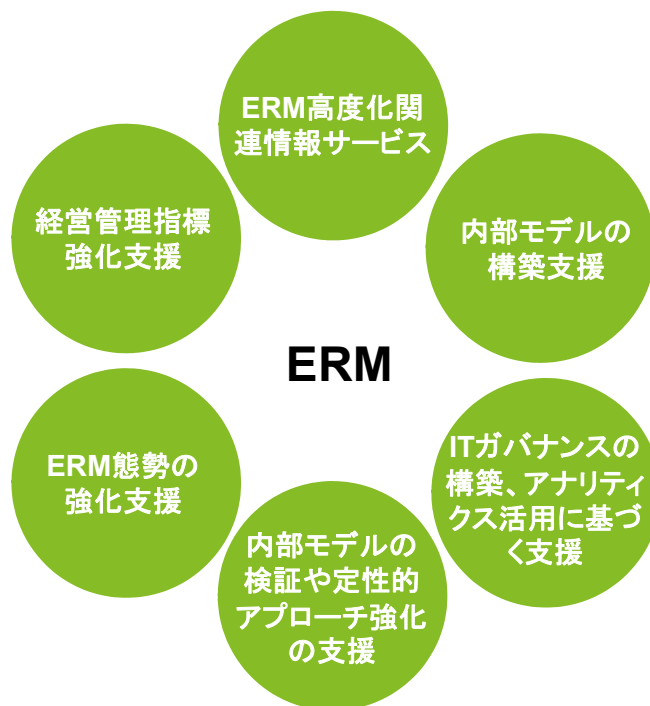 ERM高度化関
連情報サービス
経営管理指標
強化支援
内部モデルの
構築支援
ERM
ERM態勢の
強化支援
ITガバナンスの
構築、アナリティ
クス活用に基づ
く支援
内部モデルの
検証や定性的
アプローチ強化
の支援